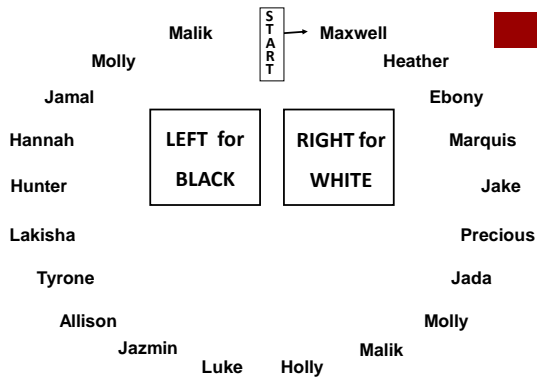 START
Maxwell
Heather
Ebony
Marquis
Jake
Precious
Jada
Molly
Malik
Holly
Luke
Jazmin
Allison
Tyrone
Lakisha
Hunter
Hannah
Jamal
Molly
Malik
LEFT for
BLACK
RIGHT for
WHITE